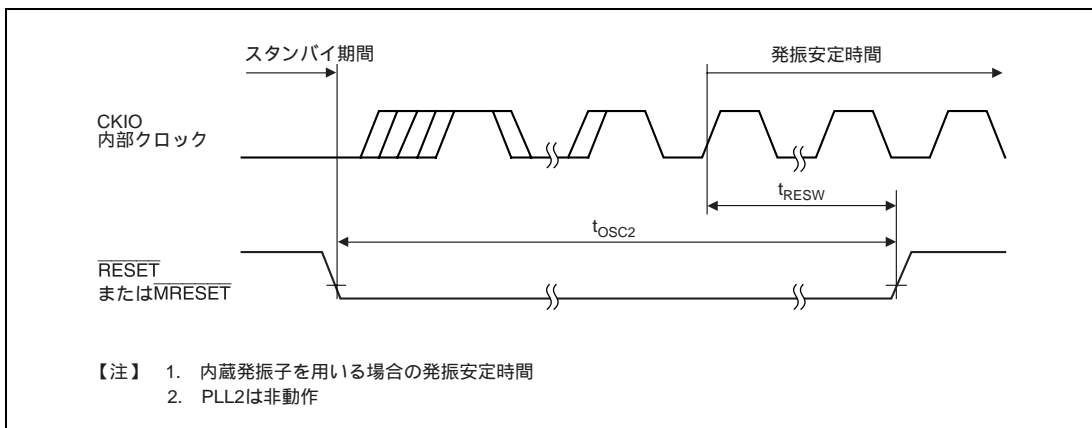 スタンバイ期間
発振安定時間
CKIO
内部クロック
tRESW
tOSC2
RESET
またはMRESET
【注】 1. 内蔵発振子を用いる場合の発振安定時間
2. PLL2は非動作